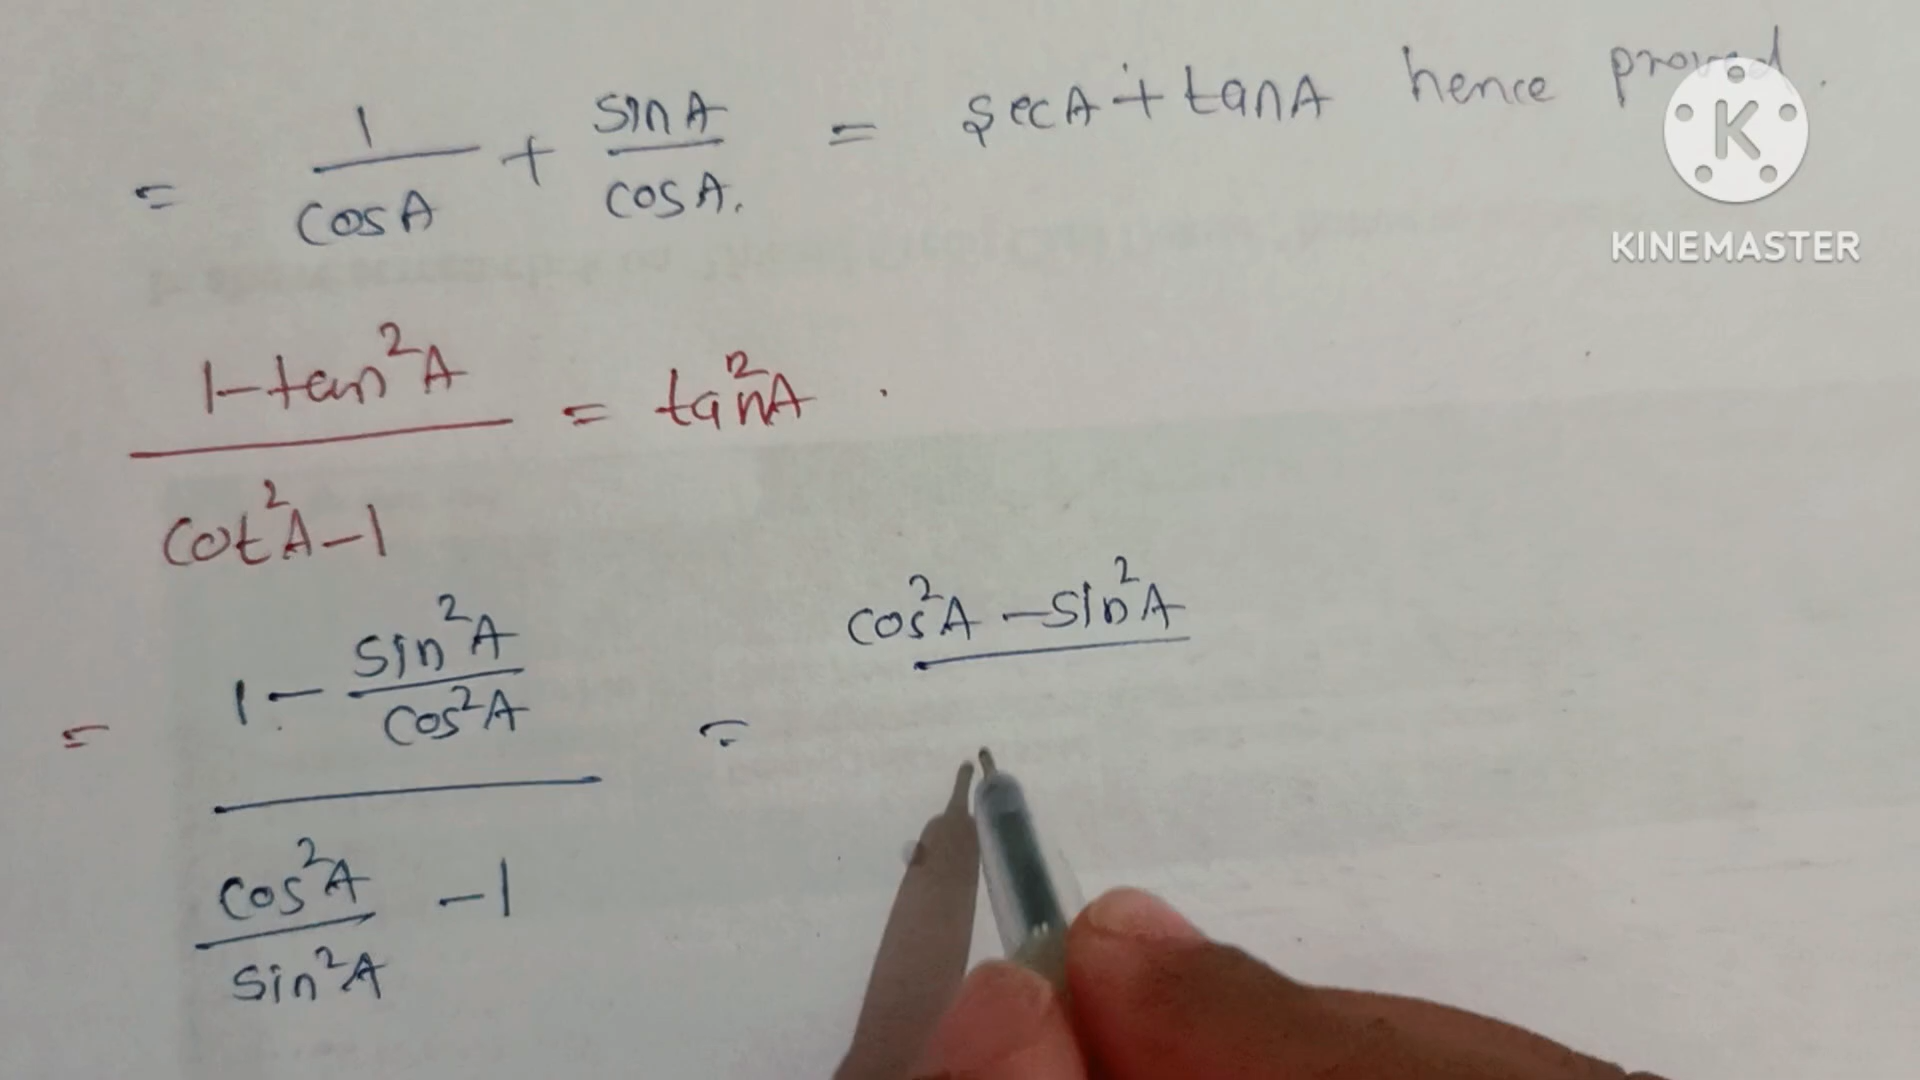 = 1/cosA + sinA/cosA. = secA + tanA hence proved.
KINEMASTER
1-tan²A / cot²A-1 = tan²A .
= 1 - sin²A/cos²A / cos²A/sin²A - 1 = cos²A - sin²A